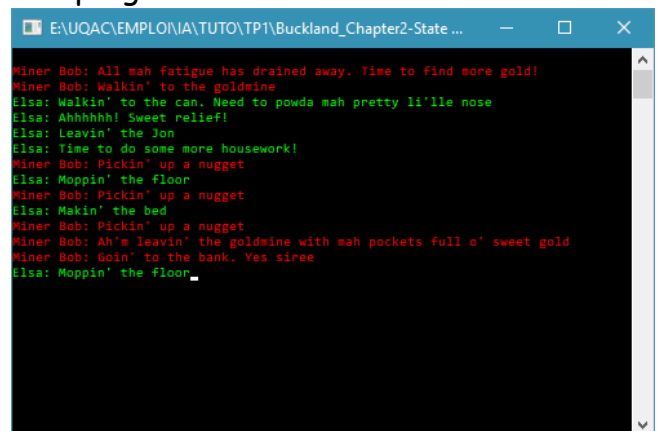 E:\UQAC\EMPLOI\IA\TUTO\TP1\Buckland_Chapter2-State ...
Miner Bob: All mah fatigue has drained away. Time to find more gold!
Miner Bob: Walkin' to the goldmine
Elsa: Walkin' to the can. Need to powda mah pretty li'lle nose
Elsa: Ahhhhhh! Sweet relief!
Elsa: Leavin' the Jon
Elsa: Time to do some more housework!
Miner Bob: Pickin' up a nugget
Elsa: Moppin' the floor
Miner Bob: Pickin' up a nugget
Elsa: Makin' the bed
Miner Bob: Pickin' up a nugget
Miner Bob: Ah'm leavin' the goldmine with mah pockets full o' sweet gold
Miner Bob: Goin' to the bank. Yes siree
Elsa: Moppin' the floor